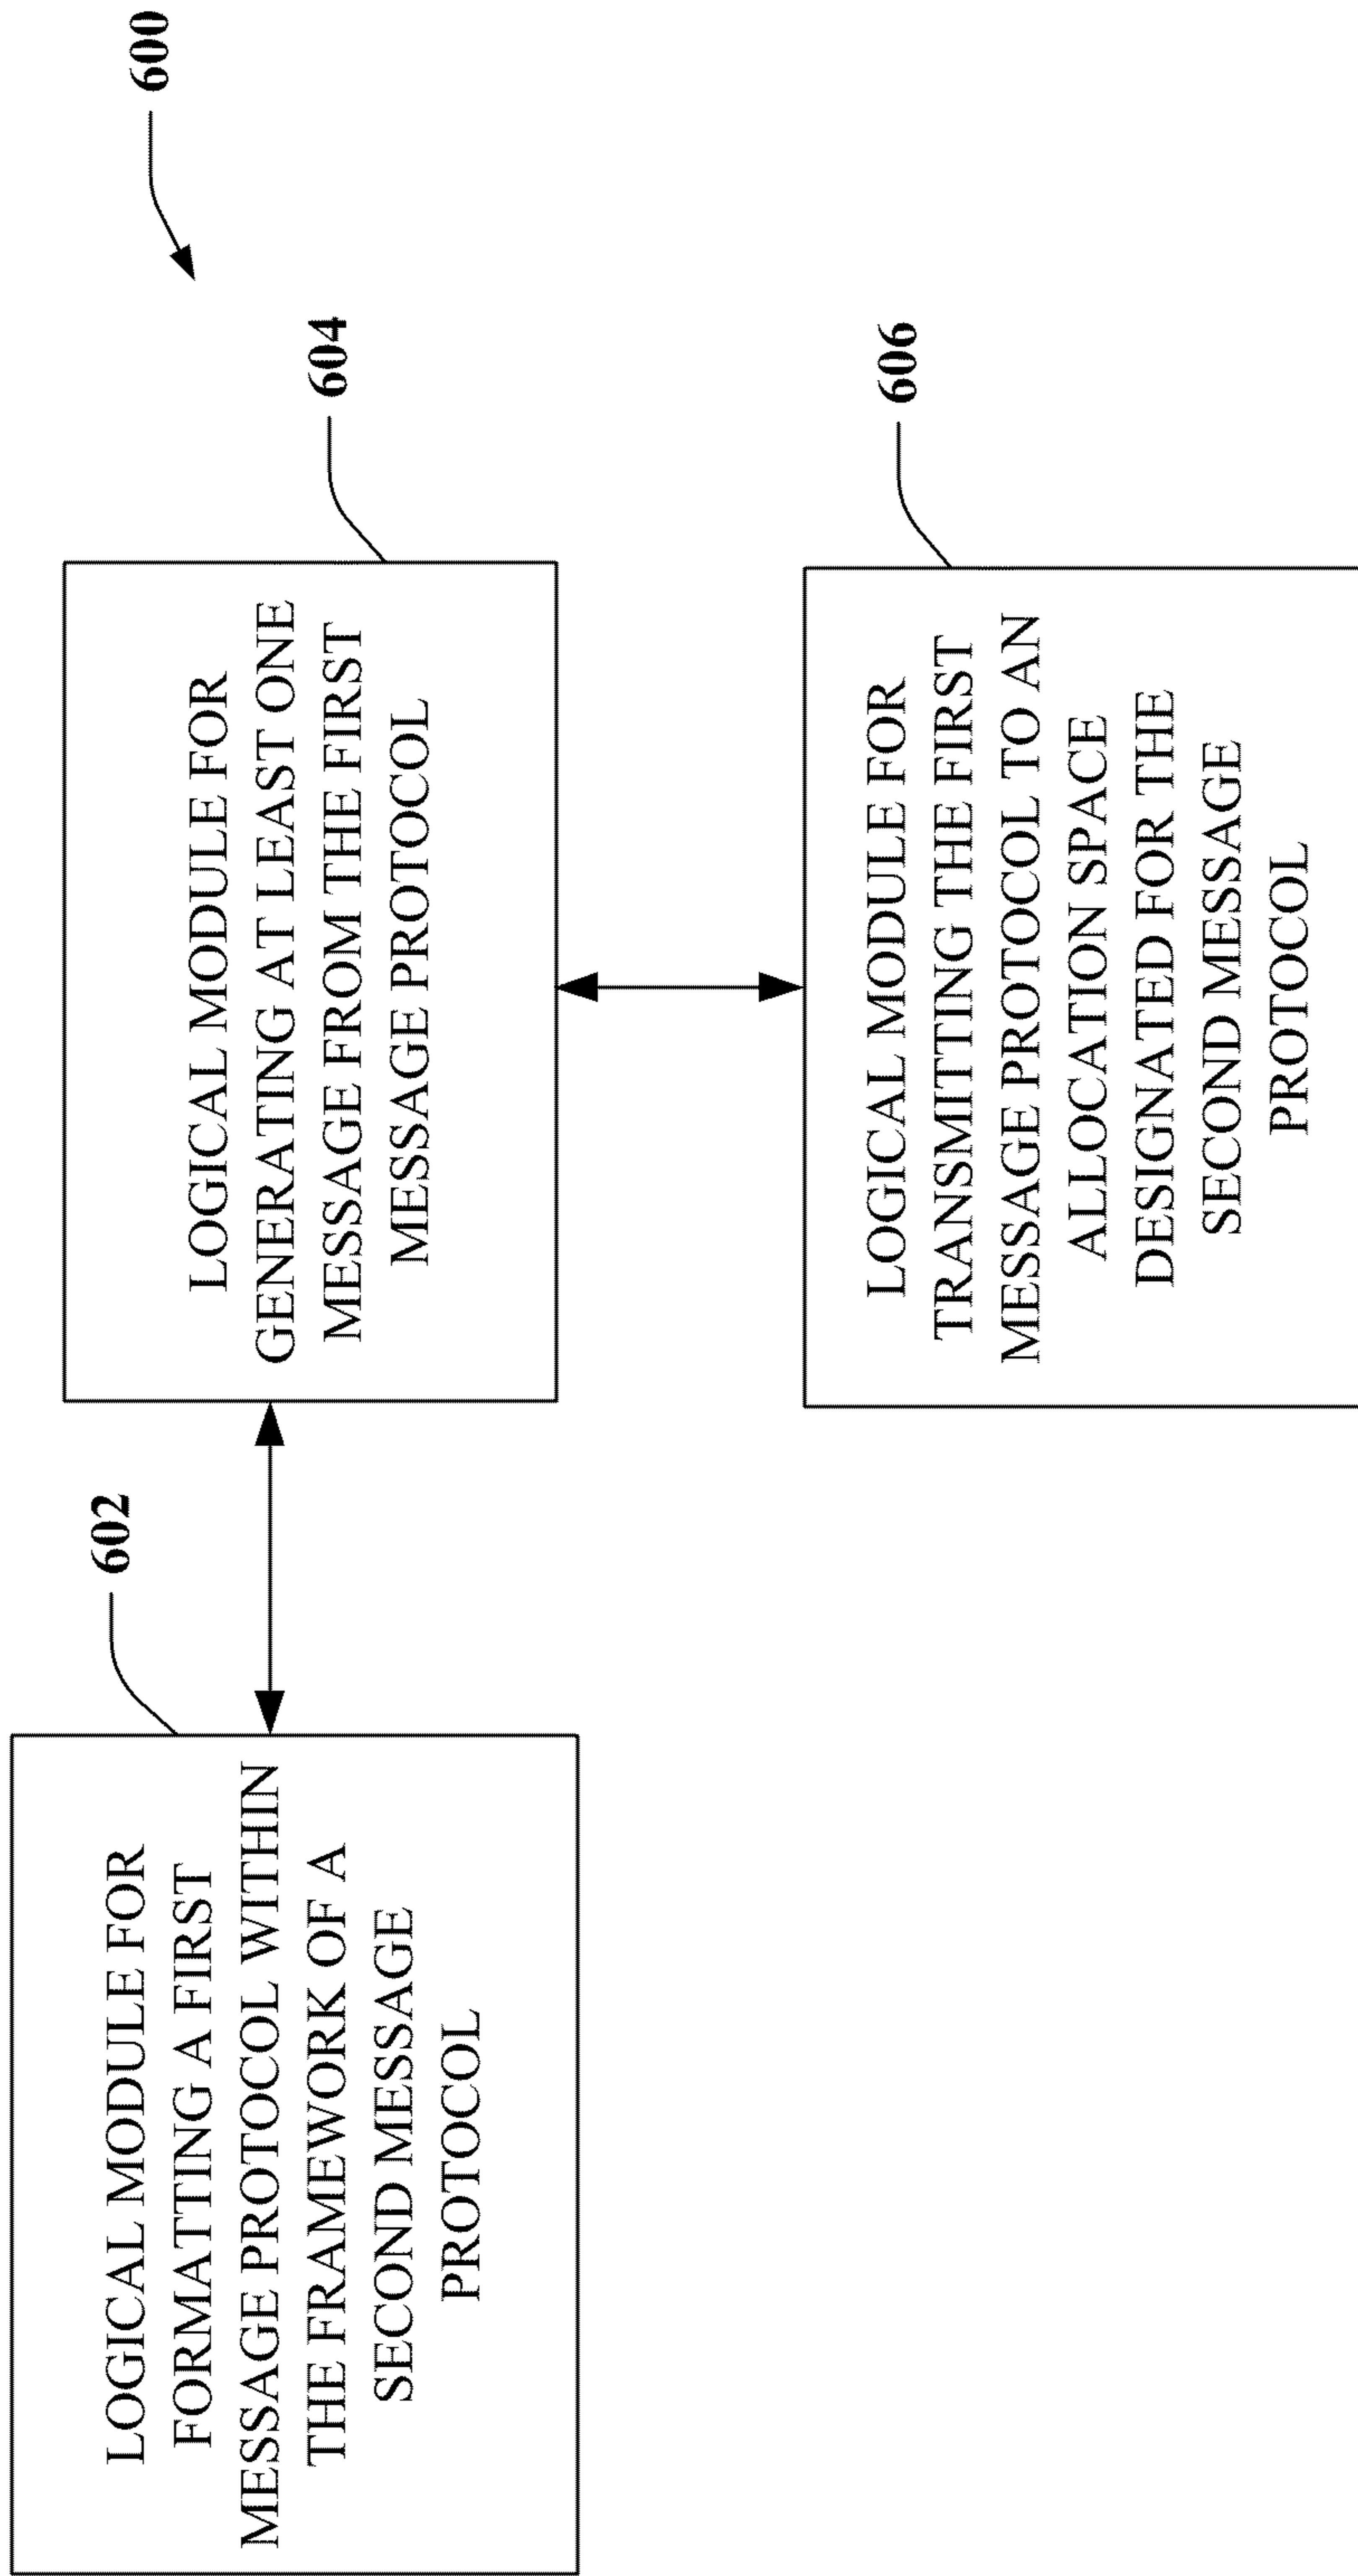 600
602
LOGICAL MODULE FOR
FORMATTING A FIRST
MESSAGE PROTOCOL WITHIN
THE FRAMEWORK OF A
SECOND MESSAGE
PROTOCOL
604
LOGICAL MODULE FOR
GENERATING AT LEAST ONE
MESSAGE FROM THE FIRST
MESSAGE PROTOCOL
606
LOGICAL MODULE FOR
TRANSMITTING THE FIRST
MESSAGE PROTOCOL TO AN
ALLOCATION SPACE
DESIGNATED FOR THE
SECOND MESSAGE
PROTOCOL